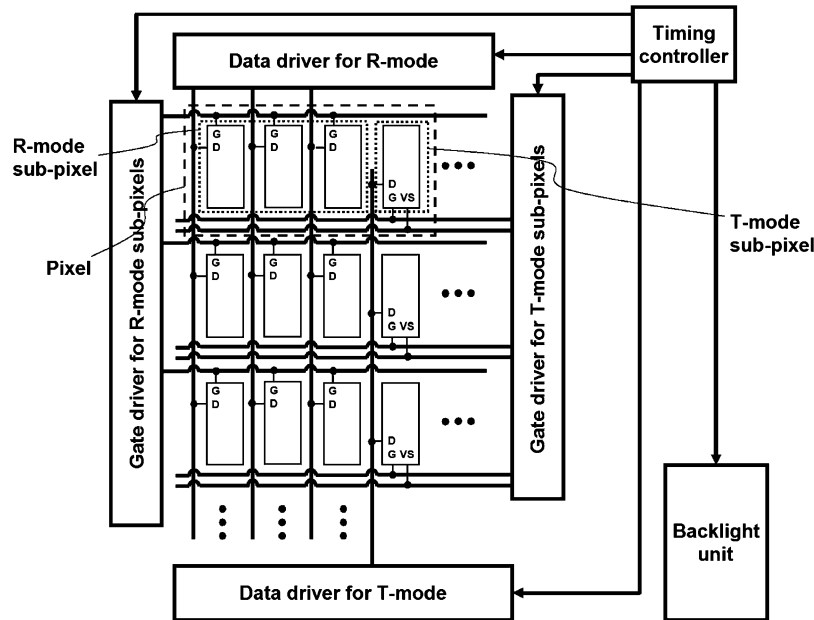 Timing
controller
Data driver for R-mode
R-mode
sub-pixel
Pixel
Gate driver for R-mode sub-pixels
Gate driver for T-mode sub-pixels
T-mode
sub-pixel
G
D
G
D
G
D
D
G VS
G
D
G
D
G
D
D
G VS
G
D
G
D
G
D
D
G VS
Backlight
unit
Data driver for T-mode